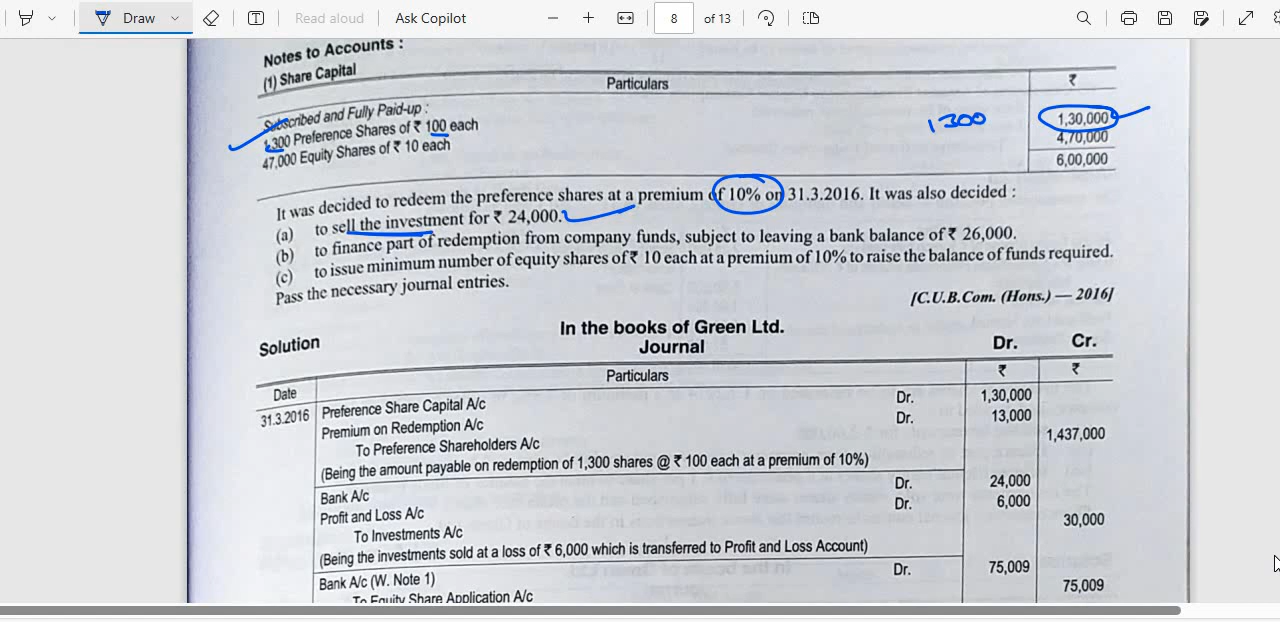 Draw
Read aloud
Ask Copilot
8 of 13
Notes to Accounts :
(1) Share Capital
Particulars ₹
Subscribed and Fully Paid-up :
1,300 Preference Shares of ₹ 100 each 1300 1,30,000
47,000 Equity Shares of ₹ 10 each 4,70,000
6,00,000
It was decided to redeem the preference shares at a premium of 10% on 31.3.2016. It was also decided :
(a) to sell the investment for ₹ 24,000.
(b) to finance part of redemption from company funds, subject to leaving a bank balance of ₹ 26,000.
(c) to issue minimum number of equity shares of ₹ 10 each at a premium of 10% to raise the balance of funds required.
Pass the necessary journal entries.
[C.U.B.Com. (Hons.) — 2016]
Solution
In the books of Green Ltd.
Journal Dr. Cr.
Date Particulars ₹ ₹
31.3.2016 Preference Share Capital A/c Dr. 1,30,000
Premium on Redemption A/c Dr. 13,000
To Preference Shareholders A/c 1,437,000
(Being the amount payable on redemption of 1,300 shares @ ₹ 100 each at a premium of 10%)
Bank A/c Dr. 24,000
Profit and Loss A/c Dr. 6,000
To Investments A/c 30,000
(Being the investments sold at a loss of ₹ 6,000 which is transferred to Profit and Loss Account)
Bank A/c (W. Note 1) Dr. 75,009
To Equity Share Application A/c 75,009